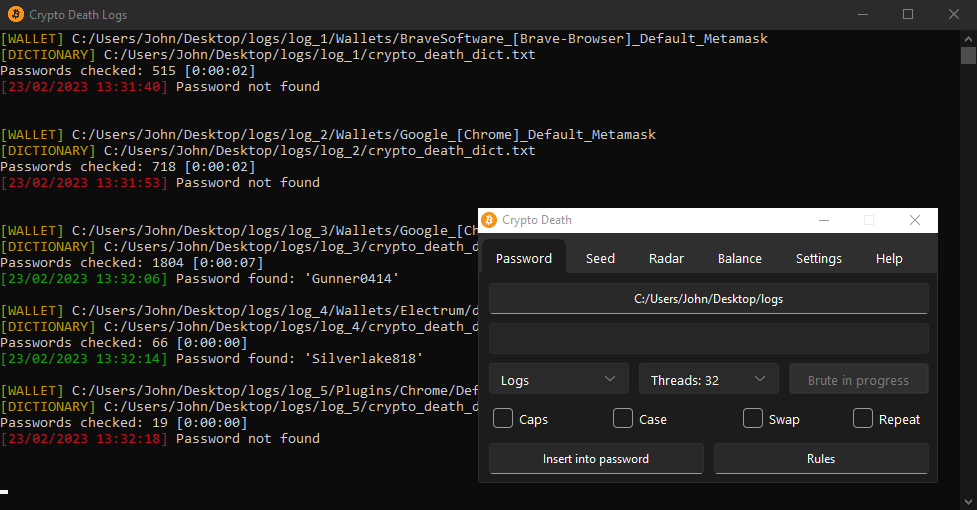 Crypto Death Logs
[WALLET] C:/Users/John/Desktop/logs/log_1/Wallets/BraveSoftware_[Brave-Browser]_Default_Metamask
[DICTIONARY] C:/Users/John/Desktop/logs/log_1/crypto_death_dict.txt
Passwords checked: 515 [0:00:02]
[23/02/2023 13:31:40] Password not found
[WALLET] C:/Users/John/Desktop/logs/log_2/Wallets/Google_[Chrome]_Default_Metamask
[DICTIONARY] C:/Users/John/Desktop/logs/log_2/crypto_death_dict.txt
Passwords checked: 718 [0:00:02]
[23/02/2023 13:31:53] Password not found
[WALLET] C:/Users/John/Desktop/logs/log_3/Wallets/Google_[Ch
[DICTIONARY] C:/Users/John/Desktop/logs/log_3/crypto_death_d
Passwords checked: 1804 [0:00:07]
[23/02/2023 13:32:06] Password found: 'Gunner0414'
[WALLET] C:/Users/John/Desktop/logs/log_4/Wallets/Electrum/d
[DICTIONARY] C:/Users/John/Desktop/logs/log_4/crypto_death_d
Passwords checked: 66 [0:00:00]
[23/02/2023 13:32:14] Password found: 'Silverlake818'
[WALLET] C:/Users/John/Desktop/logs/log_5/Plugins/Chrome/Def
[DICTIONARY] C:/Users/John/Desktop/logs/log_5/crypto_death_d
Passwords checked: 19 [0:00:00]
[23/02/2023 13:32:18] Password not found
Crypto Death
Password Seed Radar Balance Settings Help
C:/Users/John/Desktop/logs
Logs Threads: 32 Brute in progress
Caps Case Swap Repeat
Insert into password Rules